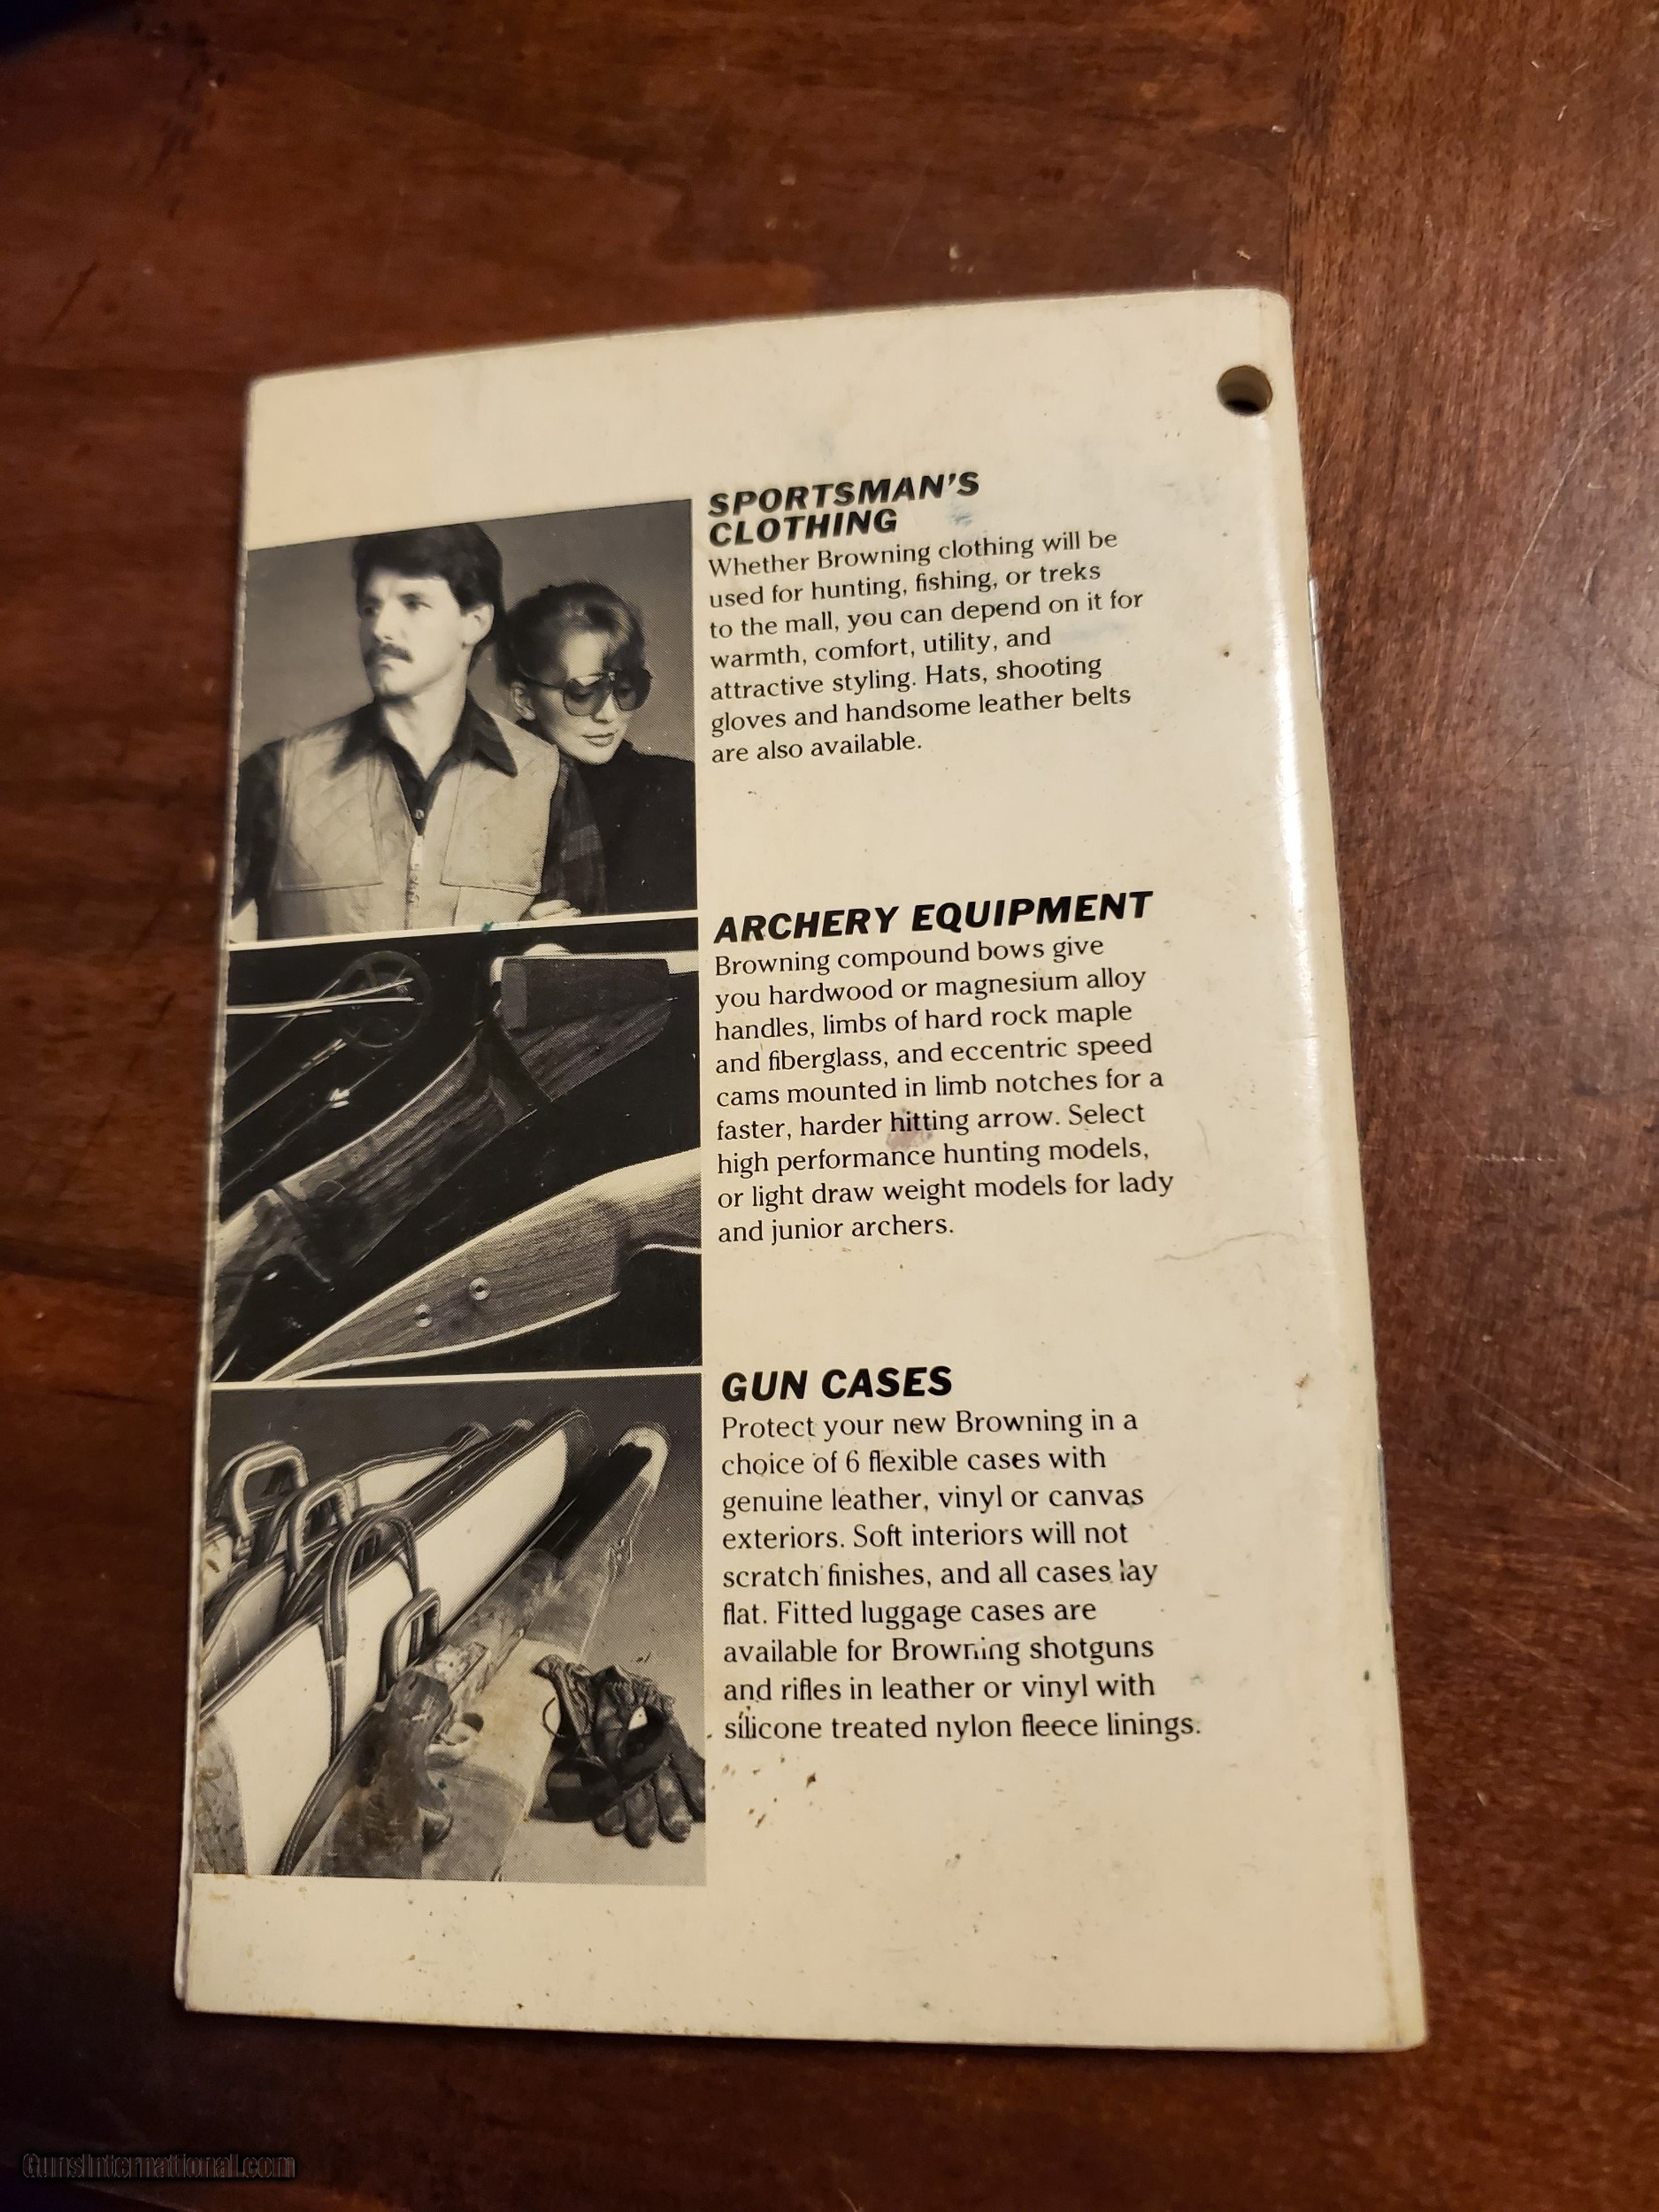 SPORTSMAN'S
CLOTHING
Whether Browning clothing will be
used for hunting, fishing, or treks
to the mall, you can depend on it for
warmth, comfort, utility, and
attractive styling. Hats, shooting
gloves and handsome leather belts
are also available.
ARCHERY EQUIPMENT
Browning compound bows give
you hardwood or magnesium alloy
handles, limbs of hard rock maple
and fiberglass, and eccentric speed
cams mounted in limb notches for a
faster, harder hitting arrow. Select
high performance hunting models,
or light draw weight models for lady
and junior archers.
GUN CASES
Protect your new Browning in a
choice of 6 flexible cases with
genuine leather, vinyl or canvas
exteriors. Soft interiors will not
scratch finishes, and all cases lay
flat. Fitted luggage cases are
available for Browning shotguns
and rifles in leather or vinyl with
silicone treated nylon fleece linings.
GunsInternational.com